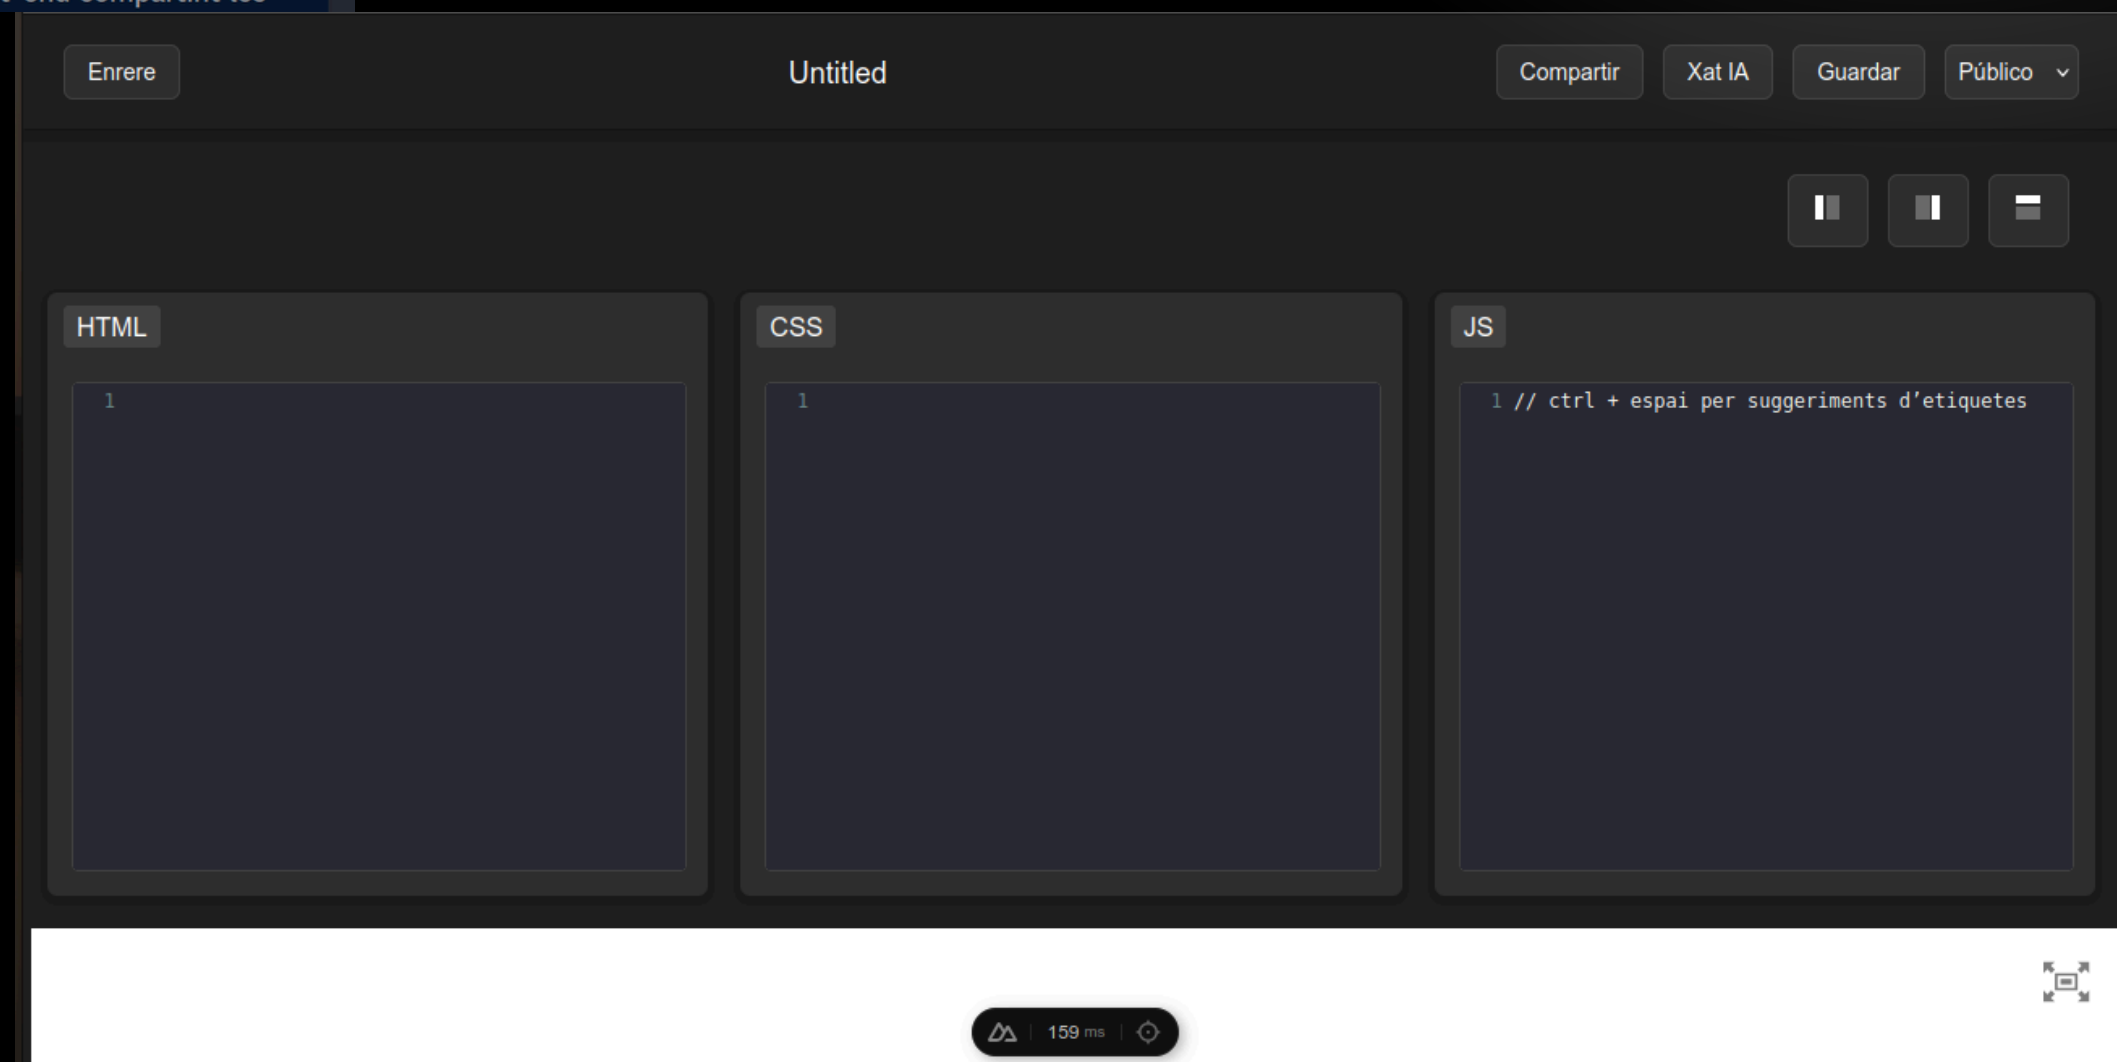 Enrere
Untitled
Compartir
Xat IA
Guardar
Público
HTML
CSS
JS
1
1
1 // ctrl + espai per suggeriments d’etiquetes
159 ms